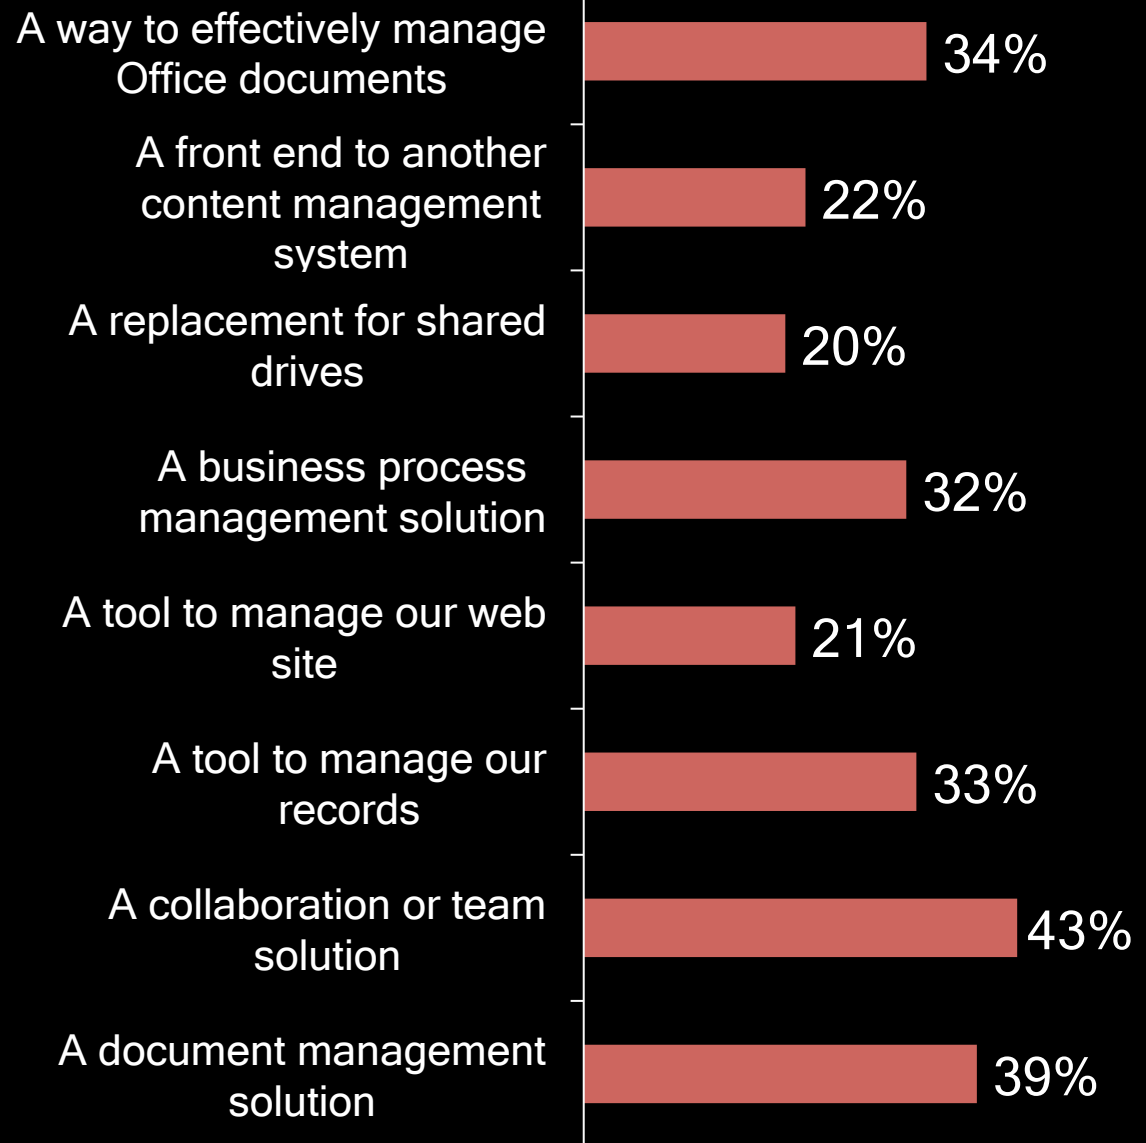 A way to effectively manage
Office documents
34%
A front end to another
content management
system
22%
A replacement for shared
drives
20%
A business process
management solution
32%
A tool to manage our web
site
21%
A tool to manage our
records
33%
A collaboration or team
solution
43%
A document management
solution
39%